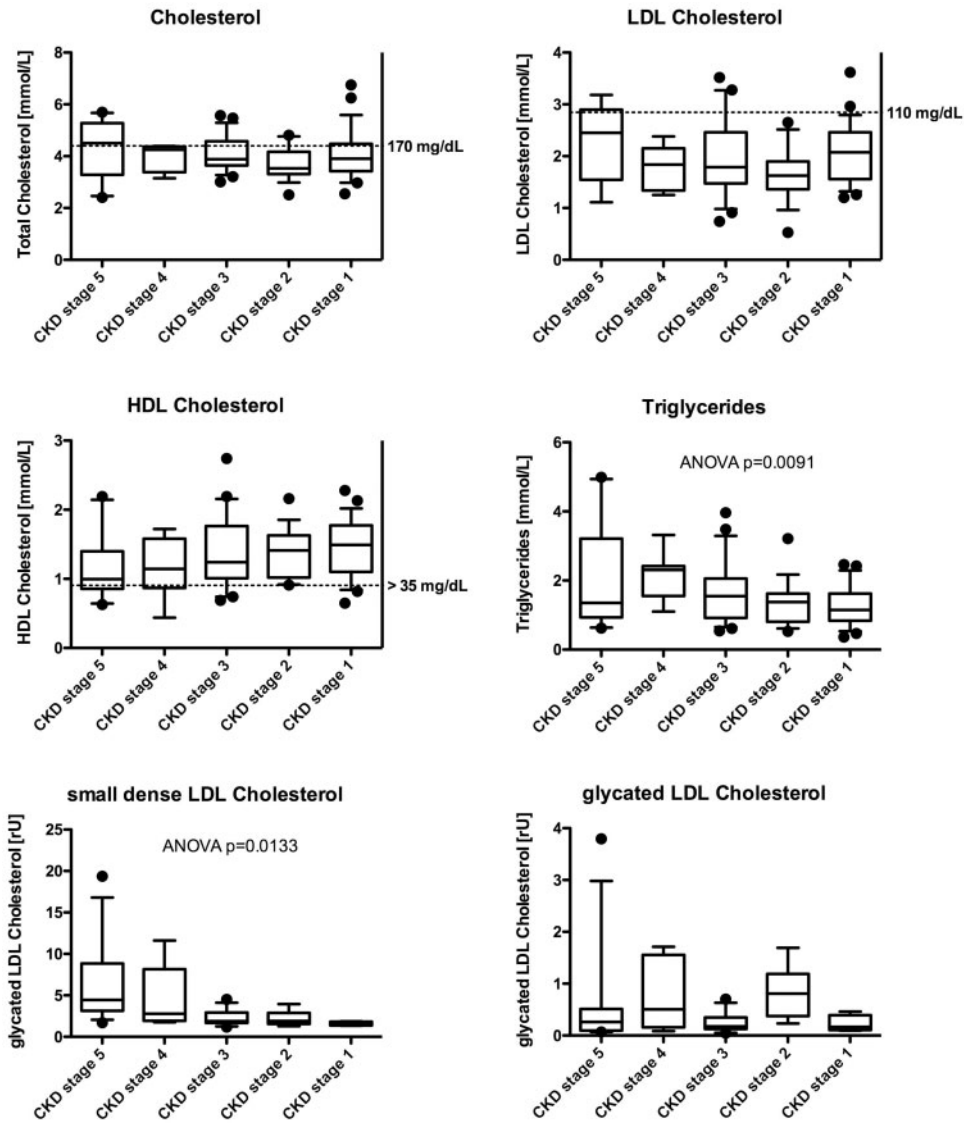 Cholesterol
Total Cholesterol [mmol/L]
8
6
4
2
0
170 mg/dL
CKD stage 5
CKD stage 4
CKD stage 3
CKD stage 2
CKD stage 1
LDL Cholesterol
LDL Cholesterol [mmol/L]
4
3
2
1
0
110 mg/dL
CKD stage 5
CKD stage 4
CKD stage 3
CKD stage 2
CKD stage 1
HDL Cholesterol
HDL Cholesterol [mmol/L]
3
2
1
0
> 35 mg/dL
CKD stage 5
CKD stage 4
CKD stage 3
CKD stage 2
CKD stage 1
Triglycerides
Triglycerides [mmol/L]
6
4
2
0
ANOVA p=0.0091
CKD stage 5
CKD stage 4
CKD stage 3
CKD stage 2
CKD stage 1
small dense LDL Cholesterol
glycated LDL Cholesterol [rU]
25
20
15
10
5
0
ANOVA p=0.0133
CKD stage 5
CKD stage 4
CKD stage 3
CKD stage 2
CKD stage 1
glycated LDL Cholesterol
glycated LDL Cholesterol [rU]
4
3
2
1
0
CKD stage 5
CKD stage 4
CKD stage 3
CKD stage 2
CKD stage 1